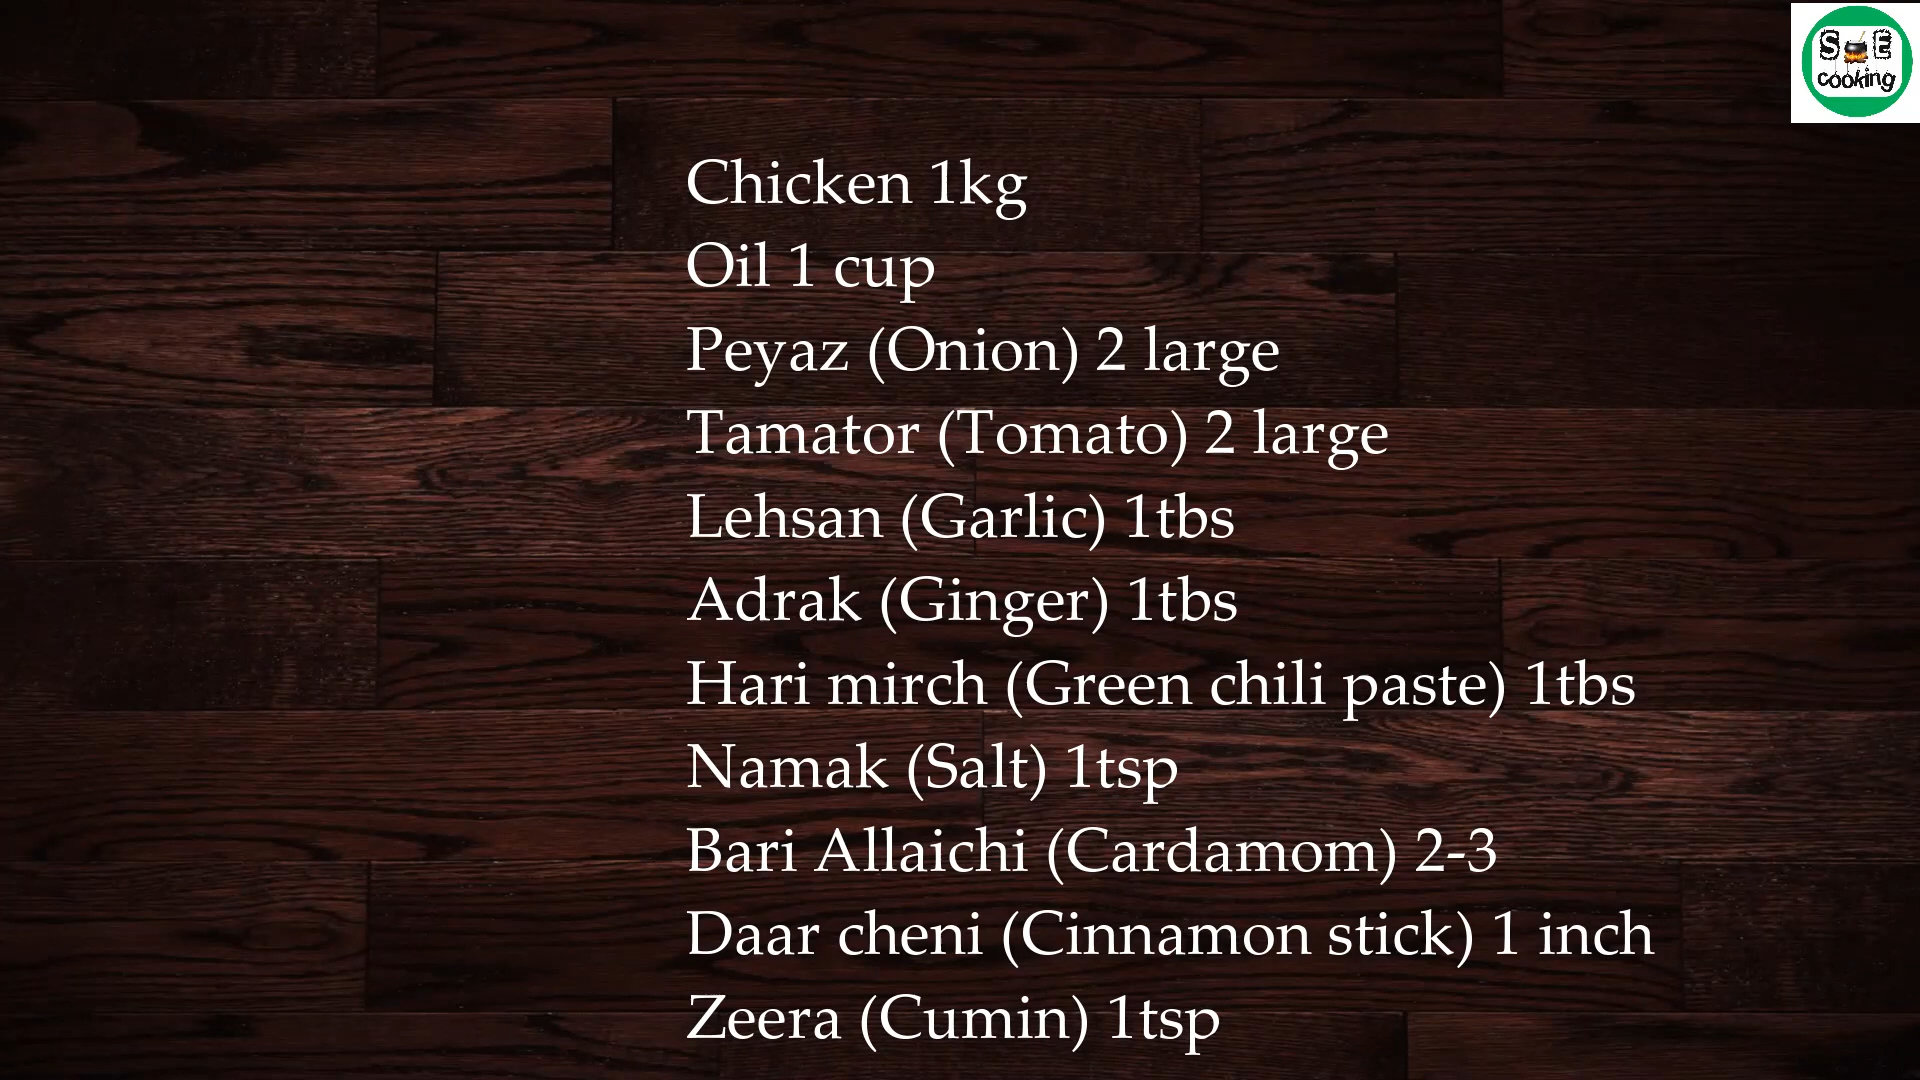 S E
cooking
Chicken 1kg
Oil 1 cup
Peyaz (Onion) 2 large
Tamator (Tomato) 2 large
Lehsan (Garlic) 1tbs
Adrak (Ginger) 1tbs
Hari mirch (Green chili paste) 1tbs
Namak (Salt) 1tsp
Bari Allaichi (Cardamom) 2-3
Daar cheni (Cinnamon stick) 1 inch
Zeera (Cumin) 1tsp